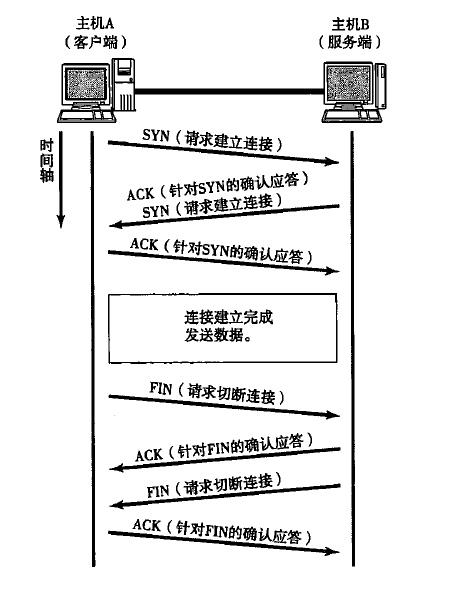 主机A
（客户端）
主机B
（服务端）
时间轴
SYN（请求建立连接）
ACK（针对SYN的确认应答）
SYN（请求建立连接）
ACK（针对SYN的确认应答）
连接建立完成
发送数据。
FIN（请求切断连接）
ACK（针对FIN的确认应答）
FIN（请求切断连接）
ACK（针对FIN的确认应答）